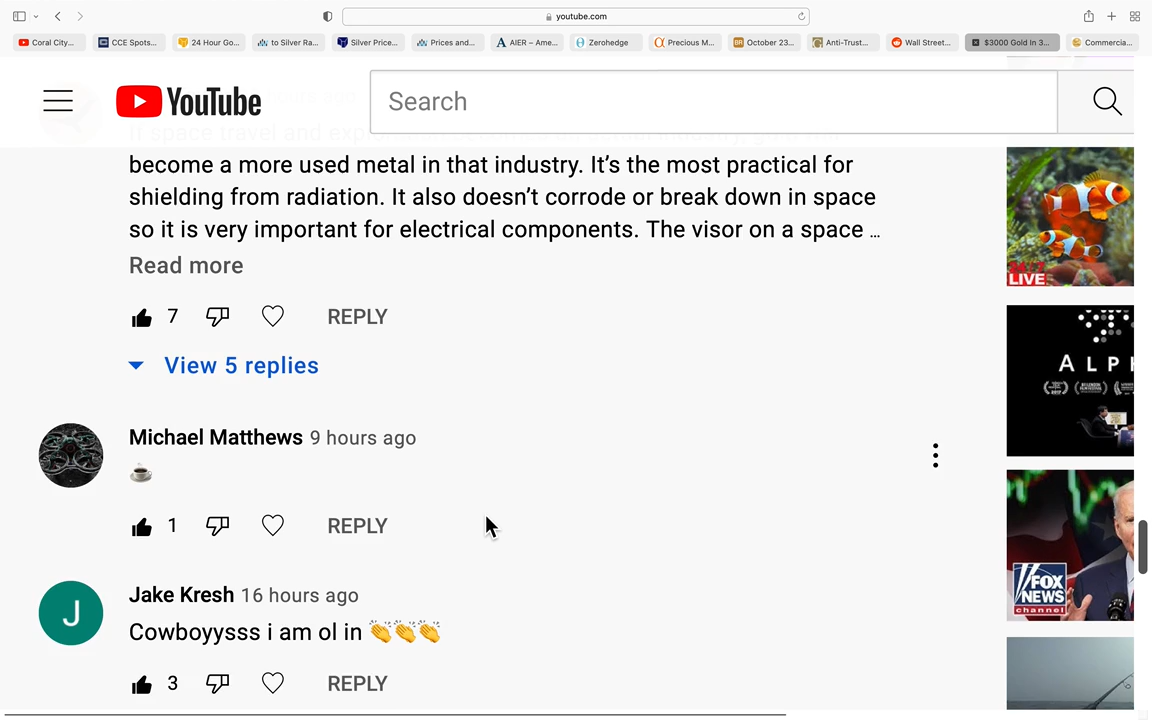 youtube.com
Coral City...
CCE Spots...
24 Hour Go...
to Silver Ra...
Silver Price...
Prices and...
AIER – Ame...
Zerohedge
Precious M...
October 23...
Anti-Trust...
Wall Street...
$3000 Gold In 3...
Commercia...
YouTube
Search
become a more used metal in that industry. It’s the most practical for
shielding from radiation. It also doesn’t corrode or break down in space
so it is very important for electrical components. The visor on a space ...
Read more
7
REPLY
View 5 replies
Michael Matthews 9 hours ago
1
REPLY
Jake Kresh 16 hours ago
Cowboyysss i am ol in 👏👏👏
3
REPLY
J
LIVE
ALPH
FOX
NEWS
channel